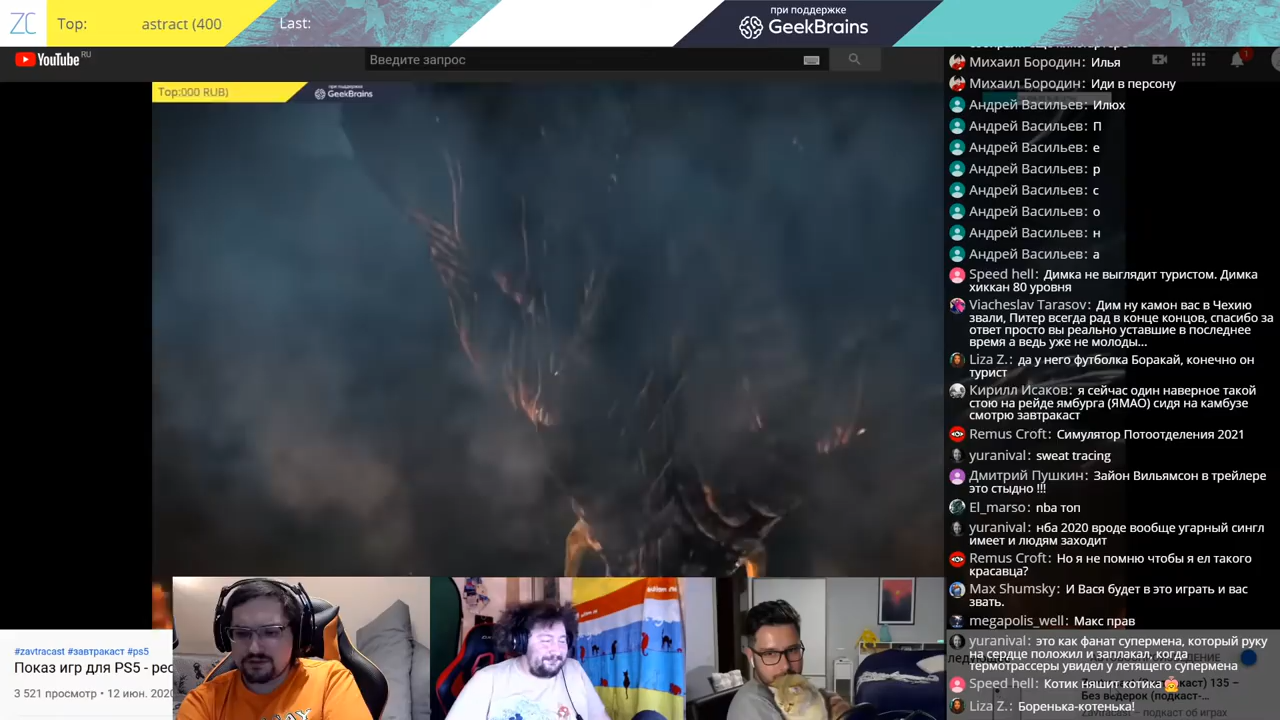 ZC
Top: astract (400
Last:
при поддержке
GeekBrains
YouTube RU
Введите запрос
Top:000 RUB)
при поддержке
GeekBrains
Михаил Бородин: Илья
Михаил Бородин: Иди в персону
Андрей Васильев: Илюх
Андрей Васильев: П
Андрей Васильев: е
Андрей Васильев: р
Андрей Васильев: с
Андрей Васильев: о
Андрей Васильев: н
Андрей Васильев: а
Speed hell: Димка не выглядит туристом. Димка
хиккан 80 уровня
Viacheslav Tarasov: Дим ну камон вас в Чехию
звали, Питер всегда рад в конце концов, спасибо за
ответ просто вы реально уставшие в последнее
время а ведь уже не молоды...
Liza Z.: да у него футболка Боракай, конечно он
турист
Кирилл Исаков: я сейчас один наверное такой
стою на рейде ямбурга (ЯМАО) сидя на камбузе
смотрю завтракаст
Remus Croft: Симулятор Потоотделения 2021
yuranival: sweat tracing
Дмитрий Пушкин: Зайон Вильямсон в трейлере
это стыдно !!!
El_marso: nba топ
yuranival: нба 2020 вроде вообще угарный сингл
имеет и людям заходит
Remus Croft: Но я не помню чтобы я ел такого
красавца?
Max Shumsky: И Вася будет в это играть и вас
звать.
megapolis_well: Макс прав
yuranival: это как фанат супермена, который руку
на сердце положил и заплакал, когда
термотрассеры увидел у летящего супермена
Speed hell: Котик няшит котика
Liza Z.: Боренька-котенька!
#zavtracast #завтракаст #ps5
Показ игр для PS5 - рес
3 521 просмотр • 12 июн. 2020
135 –
Без ведерок (подкаст-...